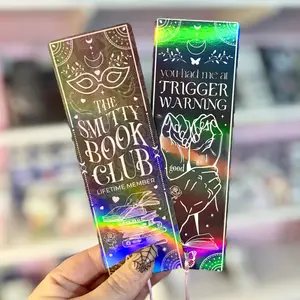 THE
SMUTTY
BOOK
CLUB
LIFETIME MEMBER
you had me at
TRIGGER
WARNING
good